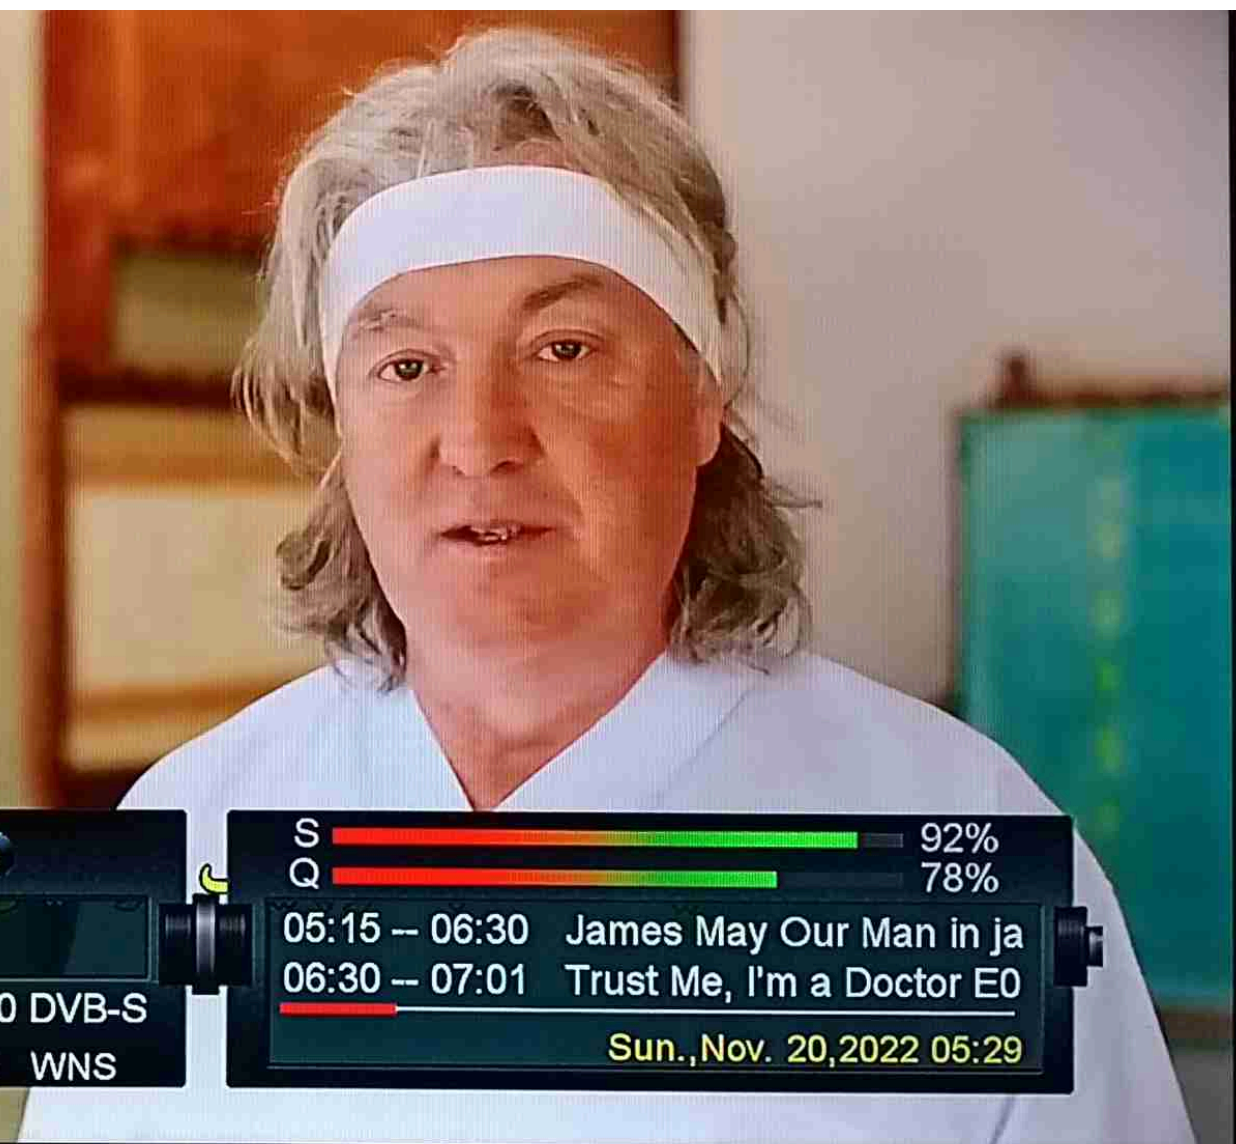 S 92%
Q 78%
05:15 – 06:30 James May Our Man in ja
06:30 – 07:01 Trust Me, I'm a Doctor E0
Sun.,Nov. 20,2022 05:29
0 DVB-S
WNS